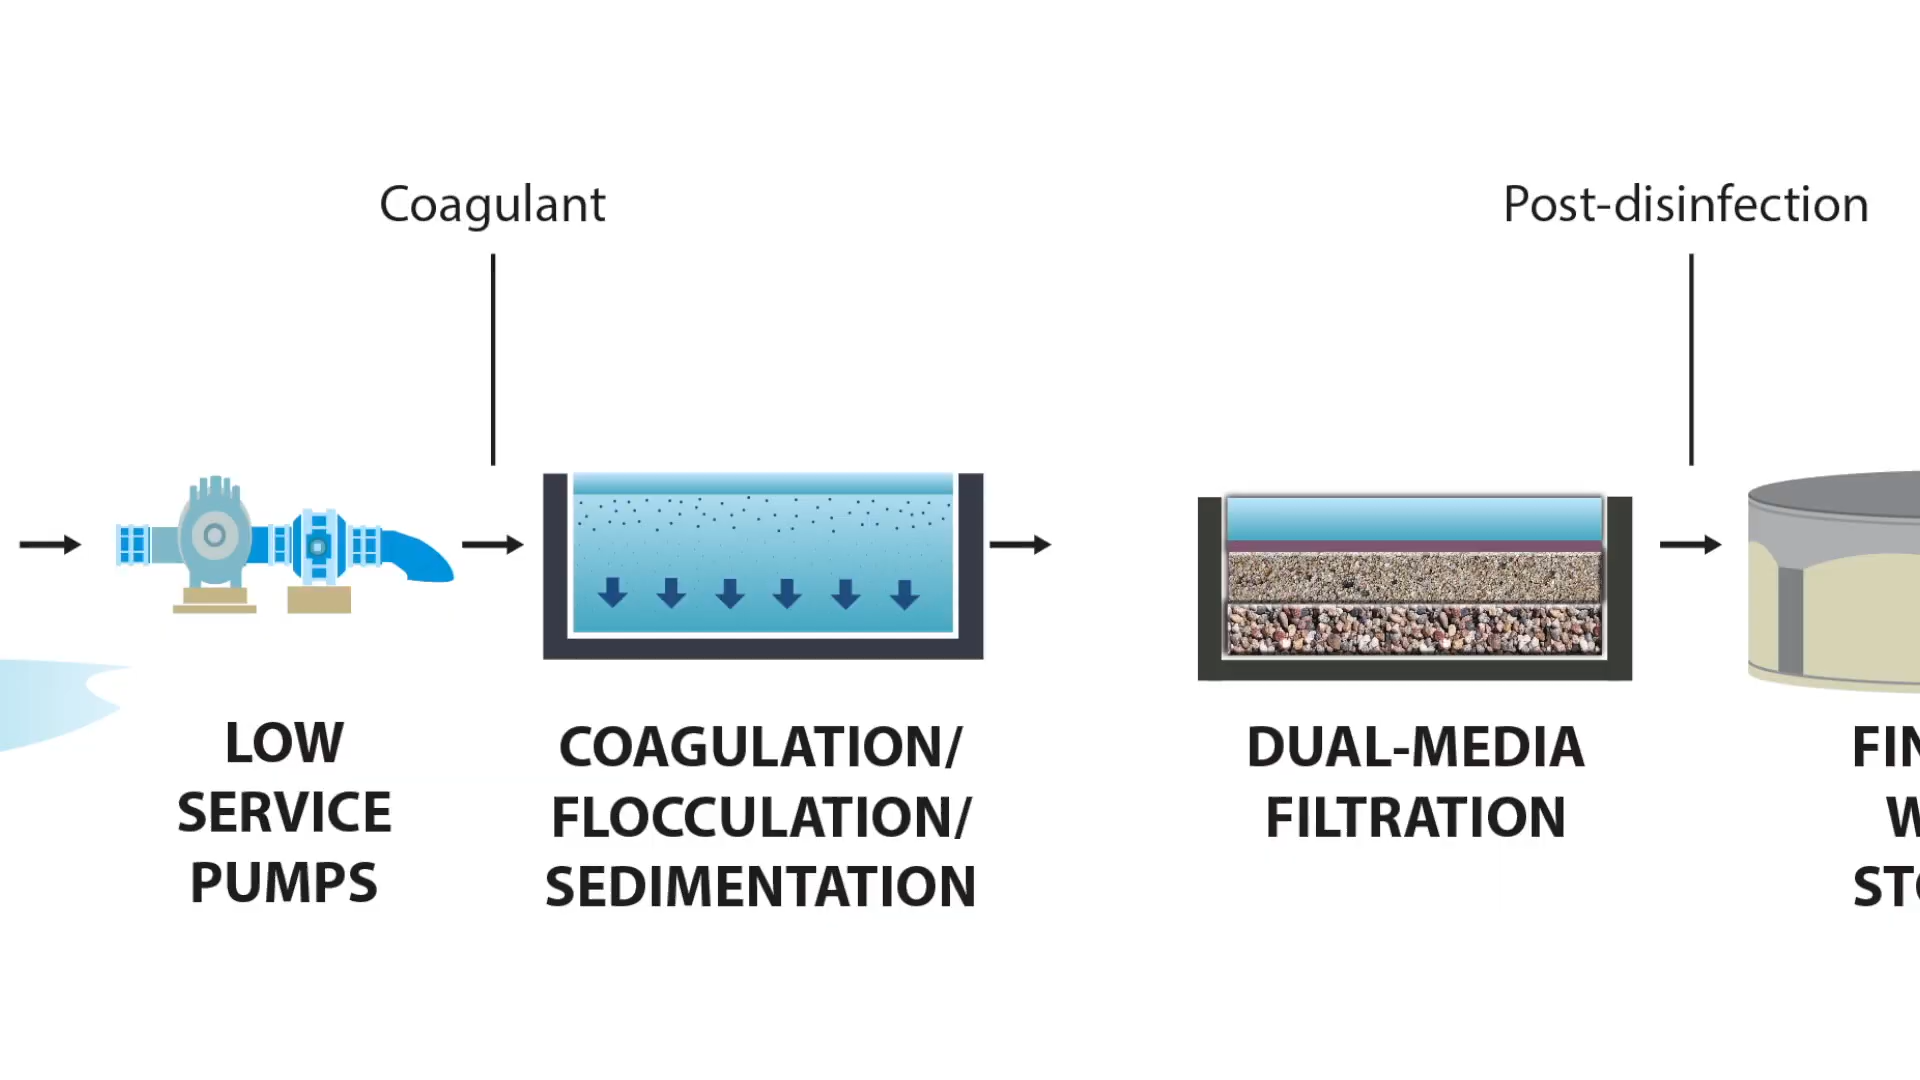 Coagulant
Post-disinfection
LOW
SERVICE
PUMPS
COAGULATION/
FLOCCULATION/
SEDIMENTATION
DUAL-MEDIA
FILTRATION